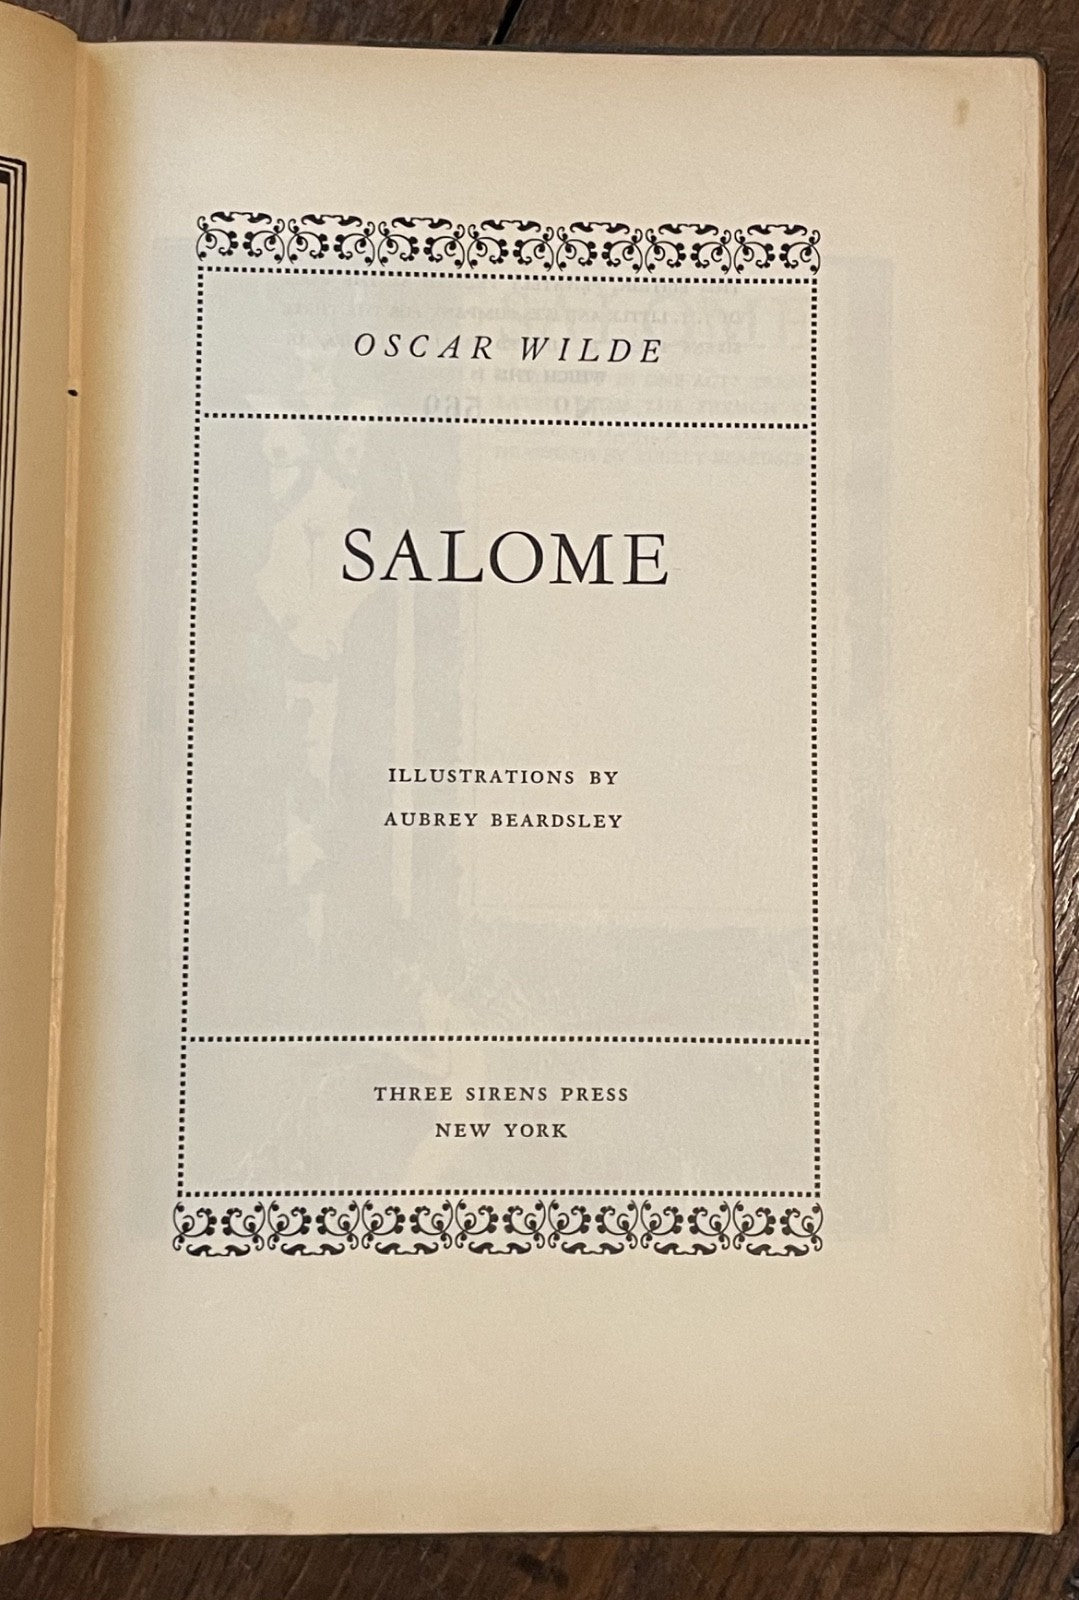 OSCAR WILDE
SALOME
ILLUSTRATIONS BY
AUBREY BEARDSLEY
THREE SIRENS PRESS
NEW YORK